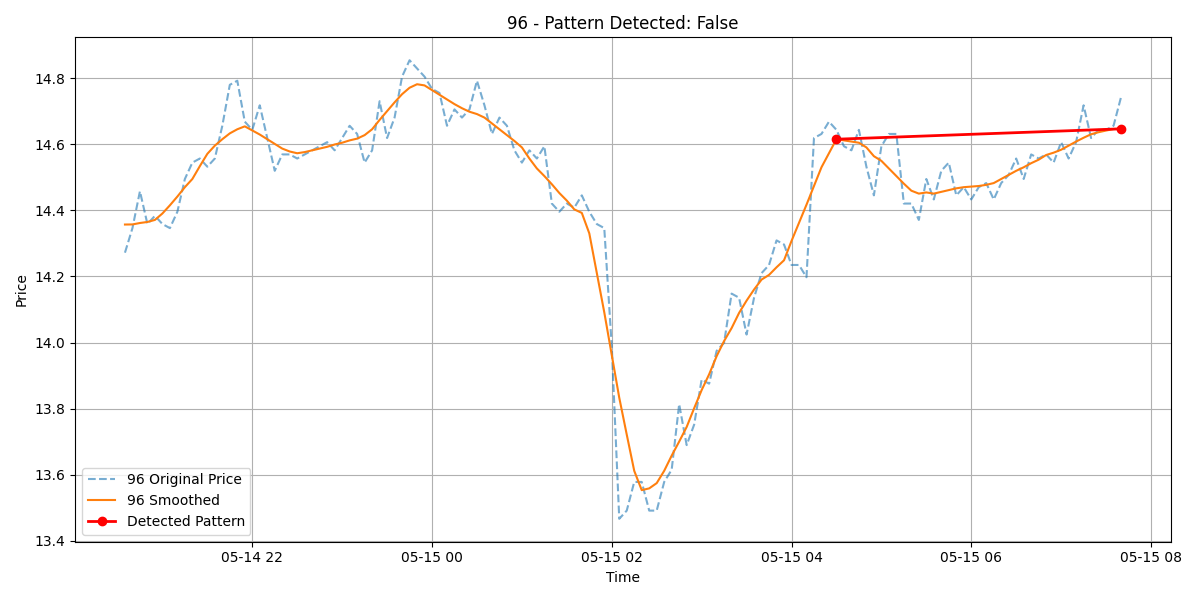 96 - Pattern Detected: False
Price
14.8
14.6
14.4
14.2
14.0
13.8
13.6
13.4
96 Original Price
96 Smoothed
Detected Pattern
05-14 22
05-15 00
05-15 02
05-15 04
05-15 06
05-15 08
Time